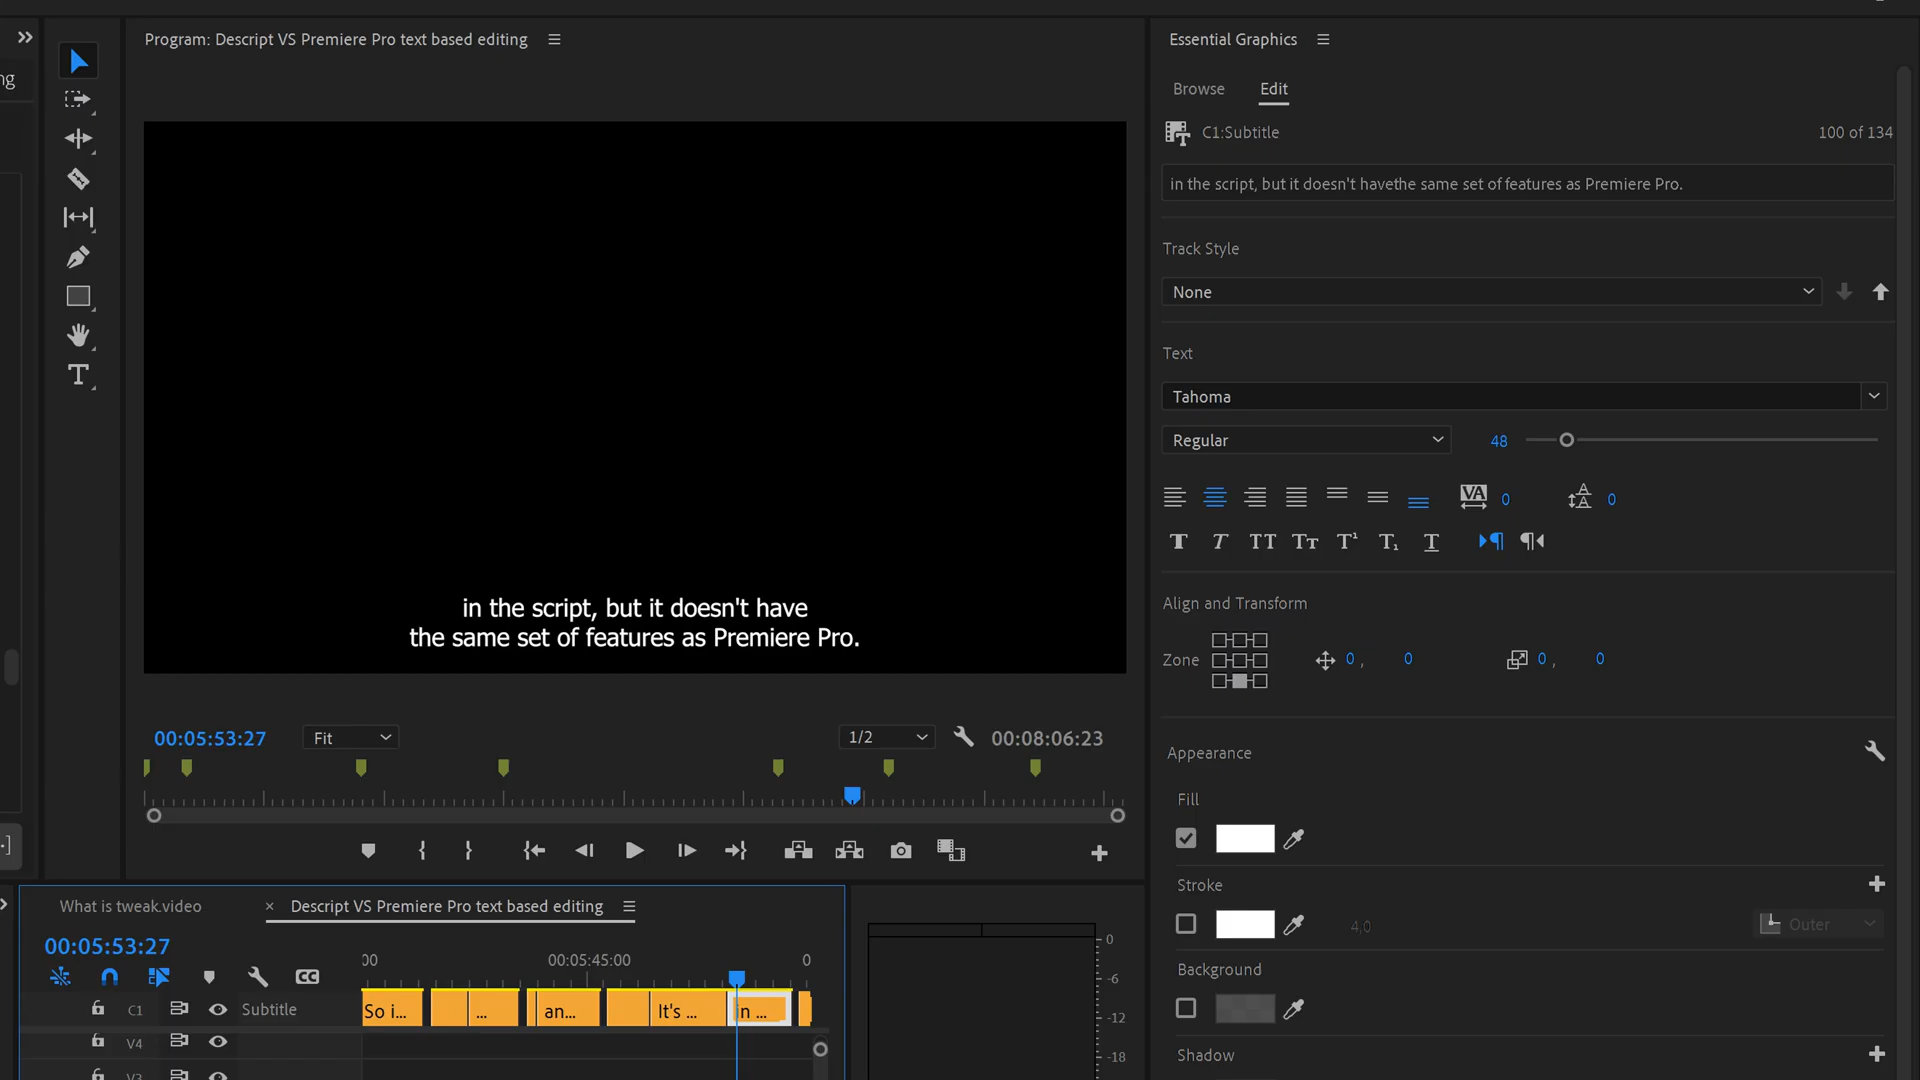 ng
Program: Descript VS Premiere Pro text based editing
in the script, but it doesn't have
the same set of features as Premiere Pro.
00:05:53:27
Fit
1/2
00:08:06:23
Essential Graphics
Browse
Edit
C1:Subtitle
100 of 134
in the script, but it doesn't havethe same set of features as Premiere Pro.
Track Style
None
Text
Tahoma
Regular
48
0
0
Align and Transform
Zone
0 ,
0
0 ,
0
Appearance
Fill
Stroke
4,0
Outer
Background
Shadow
What is tweak.video
× Descript VS Premiere Pro text based editing
00:05:53:27
CC
00
00:05:45:00
0
C1
Subtitle
So i...
...
an...
It's ...
in ...
V4
V3
0
-6
-12
-18